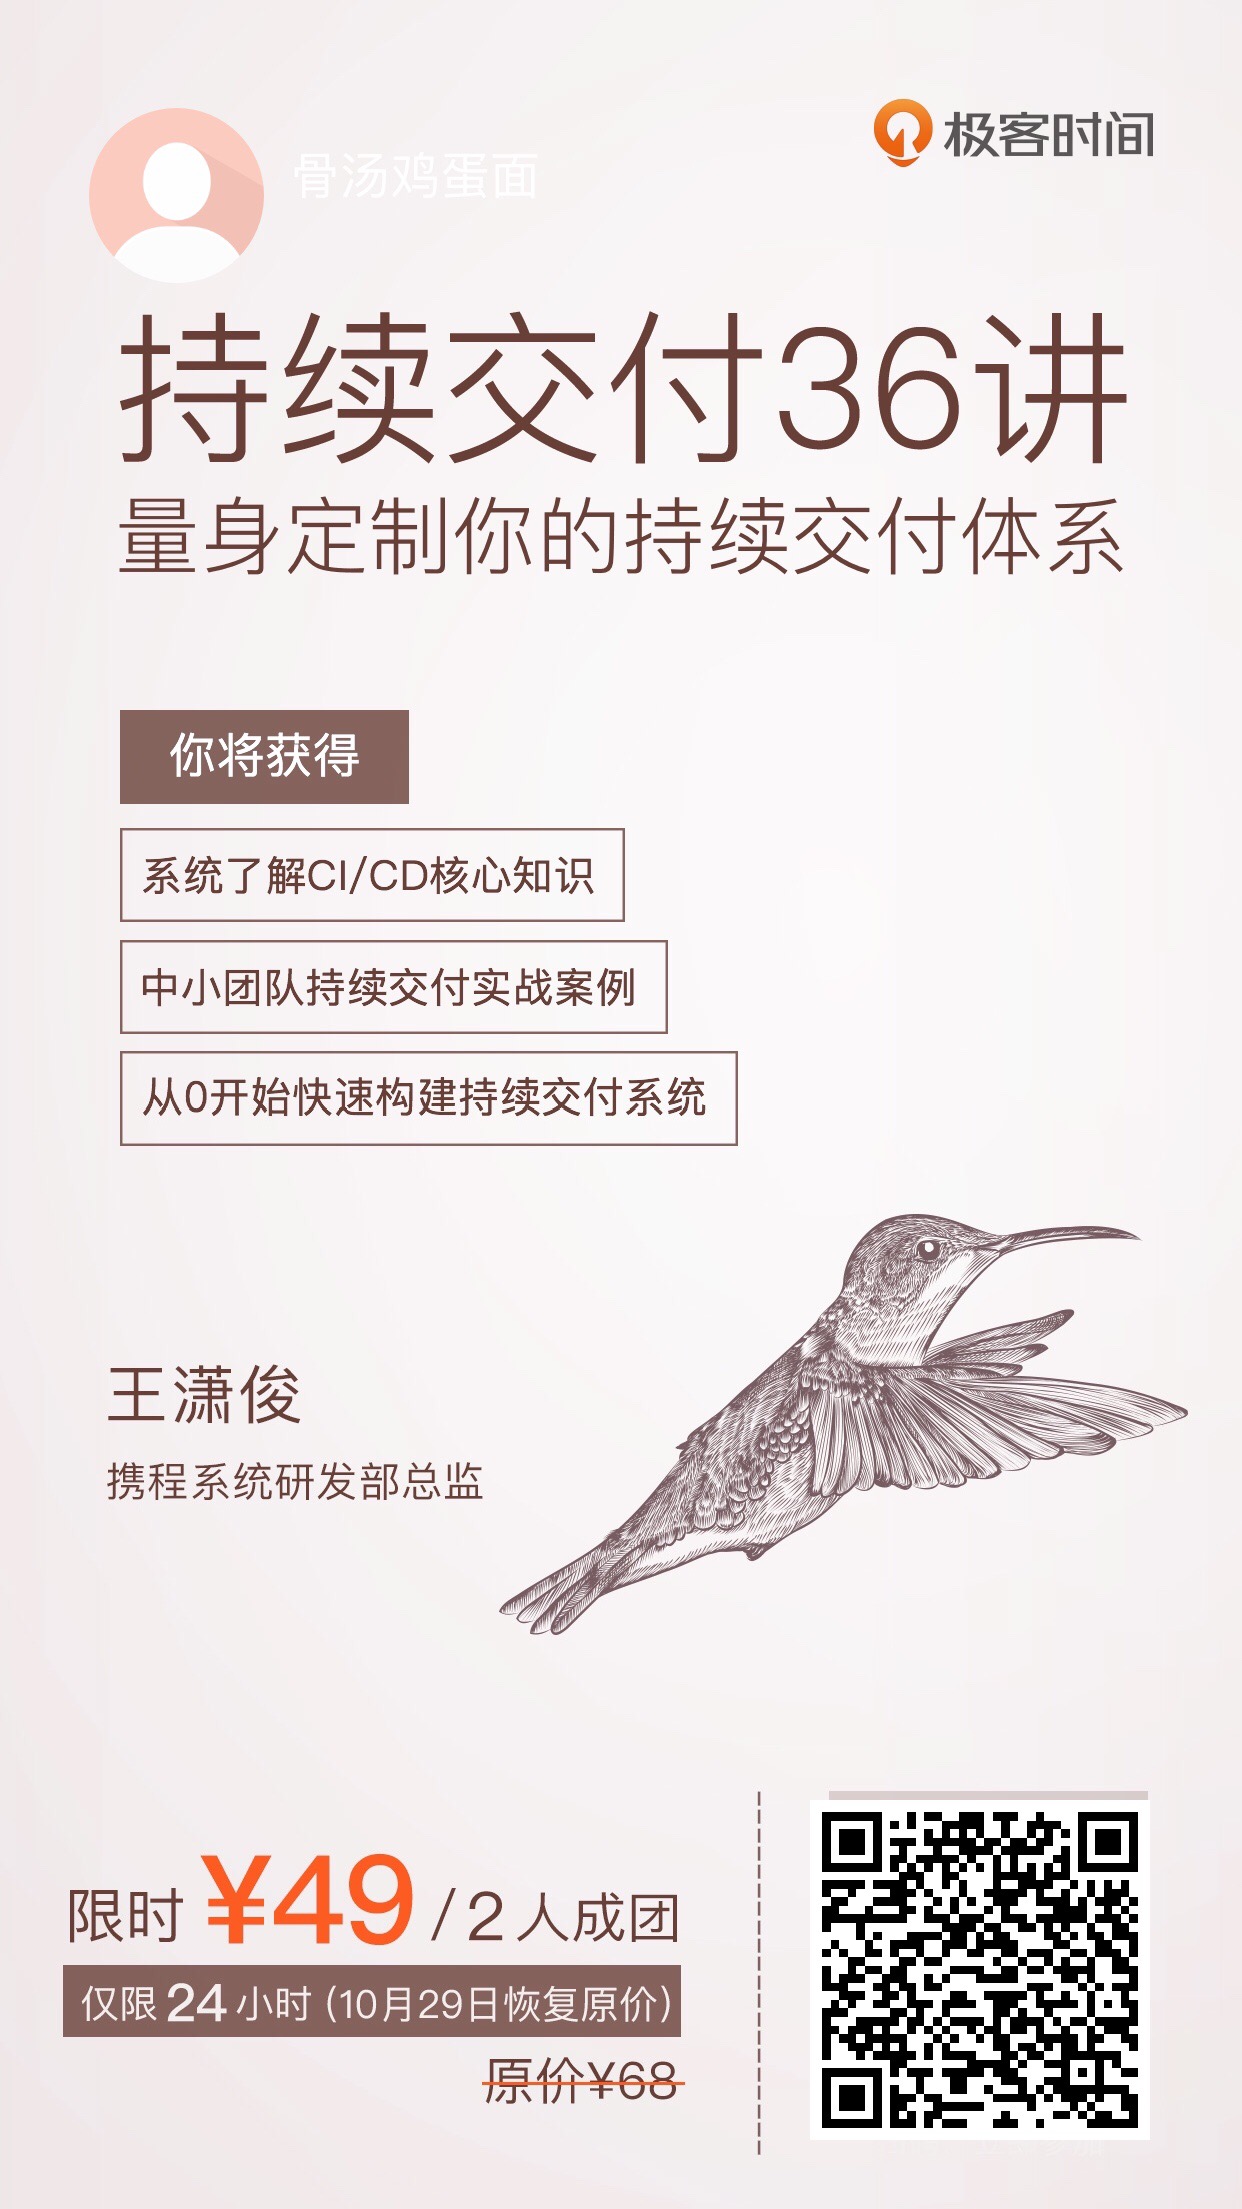 极客时间
骨汤鸡蛋面
持续交付36讲
量身定制你的持续交付体系
你将获得
系统了解CI/CD核心知识
中小团队持续交付实战案例
从0开始快速构建持续交付系统
王潇俊
携程系统研发部总监
限时 ¥49 / 2 人成团
仅限 24 小时 (10月29日恢复原价)
原价¥68